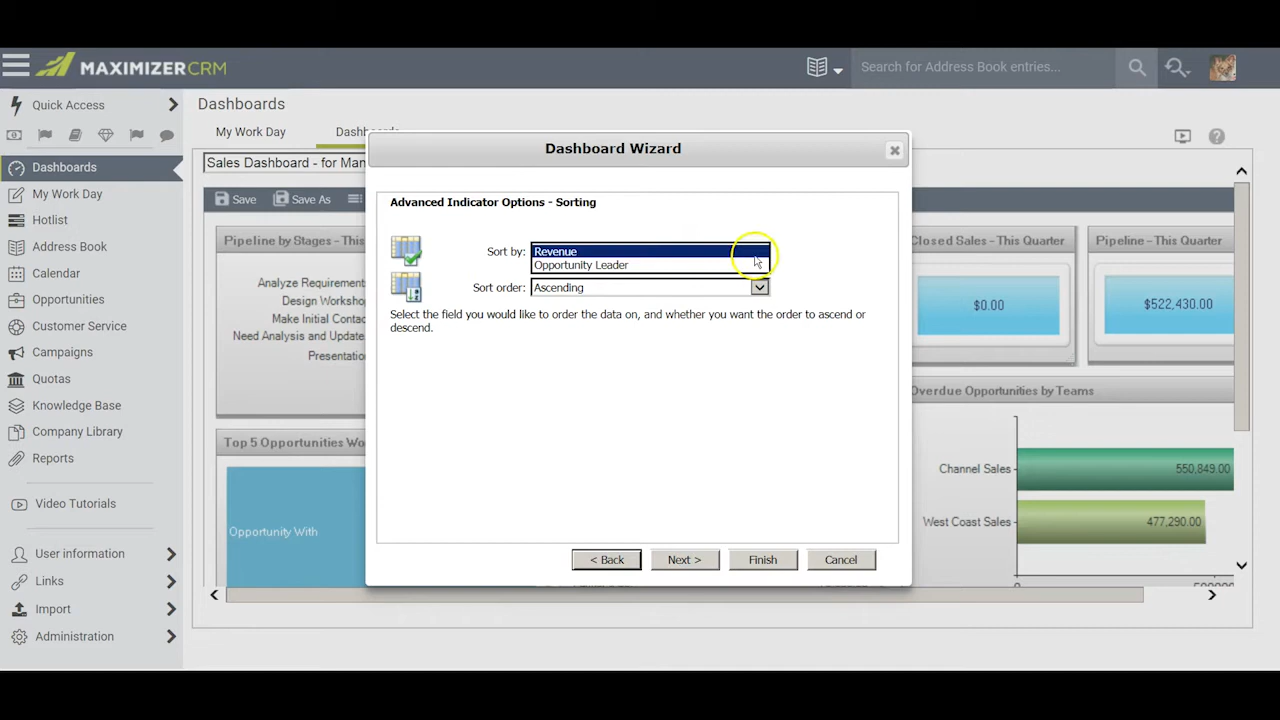 MAXIMIZER CRM
Search for Address Book entries...
Quick Access
Dashboards
My Work Day
Hotlist
Address Book
Calendar
Opportunities
Customer Service
Campaigns
Quotas
Knowledge Base
Company Library
Reports
Video Tutorials
User information
Links
Import
Administration
Dashboards
My Work Day
Dashboards
Sales Dashboard - for Man
Save
Save As
Pipeline by Stages - This
Analyze Requirement
Design Workshop
Make Initial Contac
Need Analysis and Update
Presentation
Top 5 Opportunities Wo
Opportunity With
Dashboard Wizard
Advanced Indicator Options - Sorting
Sort by:
Revenue
Opportunity Leader
Sort order:
Ascending
Select the field you would like to order the data on, and whether you want the order to ascend or
descend.
< Back
Next >
Finish
Cancel
Closed Sales - This Quarter
$0.00
Pipeline - This Quarter
$522,430.00
Overdue Opportunities by Teams
Channel Sales
550,849.00
West Coast Sales
477,290.00